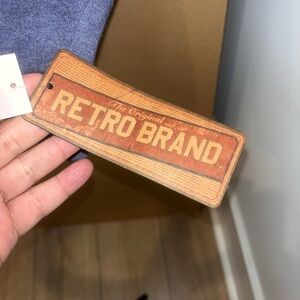 The Original
RETRO BRAND